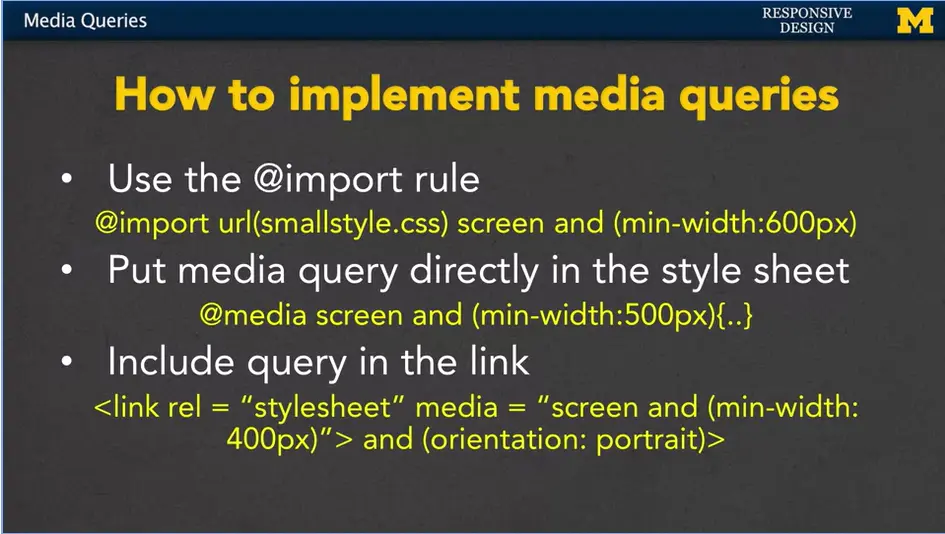 Media Queries
RESPONSIVE
DESIGN
M
How to implement media queries
• Use the @import rule
@import url(smallstyle.css) screen and (min-width:600px)
• Put media query directly in the style sheet
@media screen and (min-width:500px){..}
• Include query in the link
<link rel = “stylesheet” media = “screen and (min-width:
400px)”> and (orientation: portrait)>